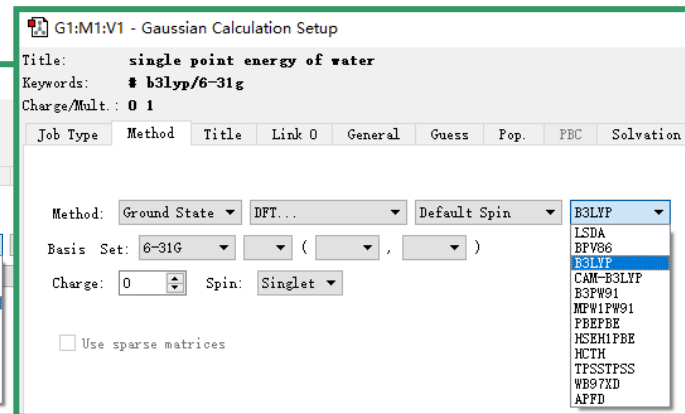 G1:M1:V1 - Gaussian Calculation Setup
Title: single point energy of water
Keywords: # b3lyp/6-31g
Charge/Mult.: 0 1
Job Type Method Title Link 0 General Guess Pop. PBC Solvation
Method: Ground State DFT... Default Spin B3LYP
Basis Set: 6-31G ( , )
Charge: 0 Spin: Singlet
Use sparse matrices
LSDA
BPV86
B3LYP
CAM-B3LYP
B3PW91
MPW1PW91
PBEPBE
HSEH1PBE
HCTH
TPSSTPSS
WB97XD
APFD